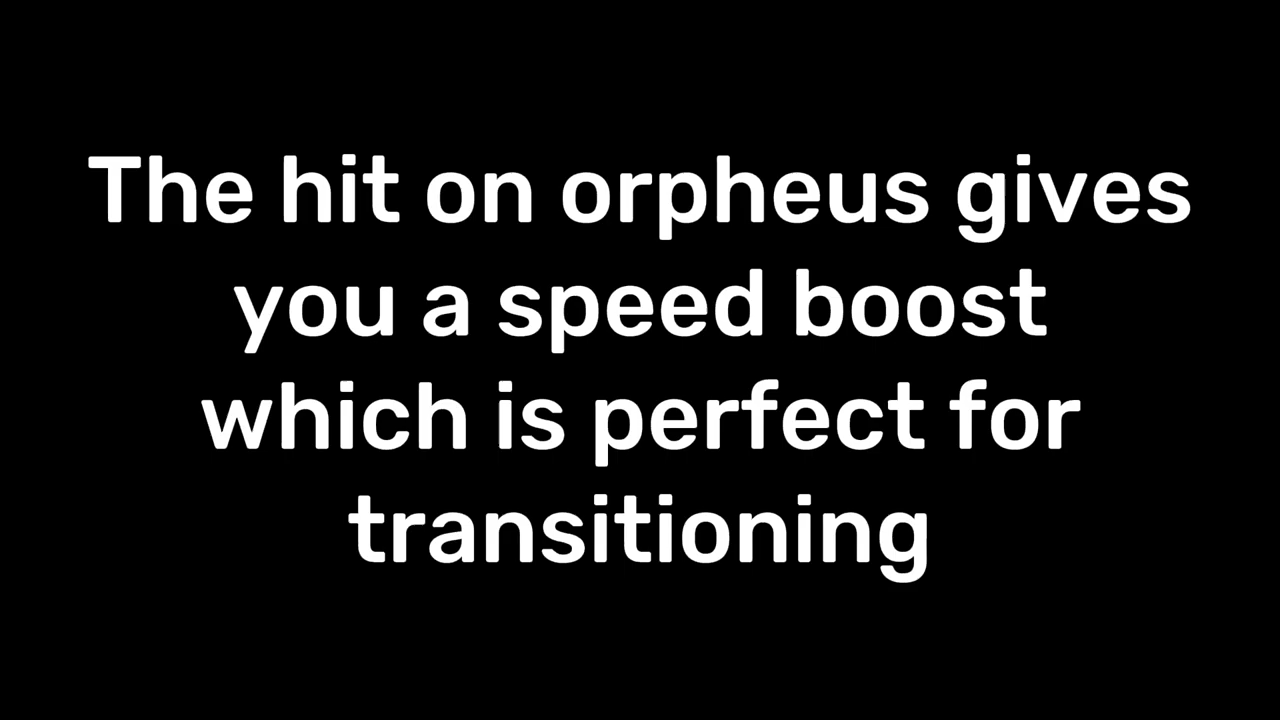 The hit on orpheus gives
you a speed boost
which is perfect for
transitioning